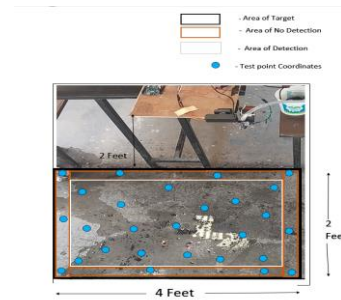 - Area of Target
- Area of No Detection
- Area of Detection
- Test point Coordinates
2 Feet
2
Fee
4 Feet